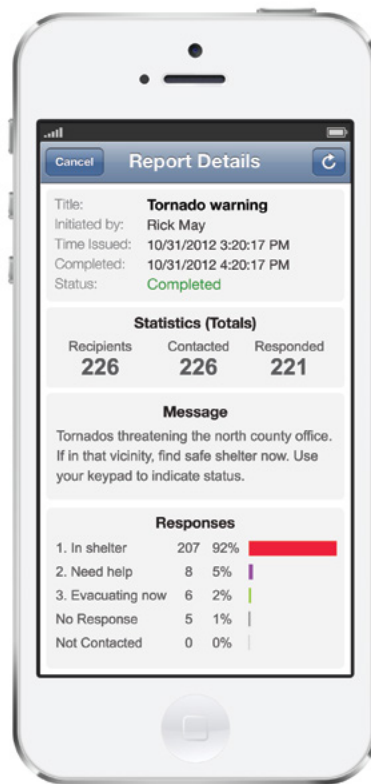 Cancel
Report Details
Title: Tornado warning
Initiated by: Rick May
Time Issued: 10/31/2012 3:20:17 PM
Completed: 10/31/2012 4:20:17 PM
Status: Completed
Statistics (Totals)
Recipients Contacted Responded
226 226 221
Message
Tornados threatening the north county office.
If in that vicinity, find safe shelter now. Use
your keypad to indicate status.
Responses
1. In shelter 207 92%
2. Need help 8 5%
3. Evacuating now 6 2%
No Response 5 1%
Not Contacted 0 0%